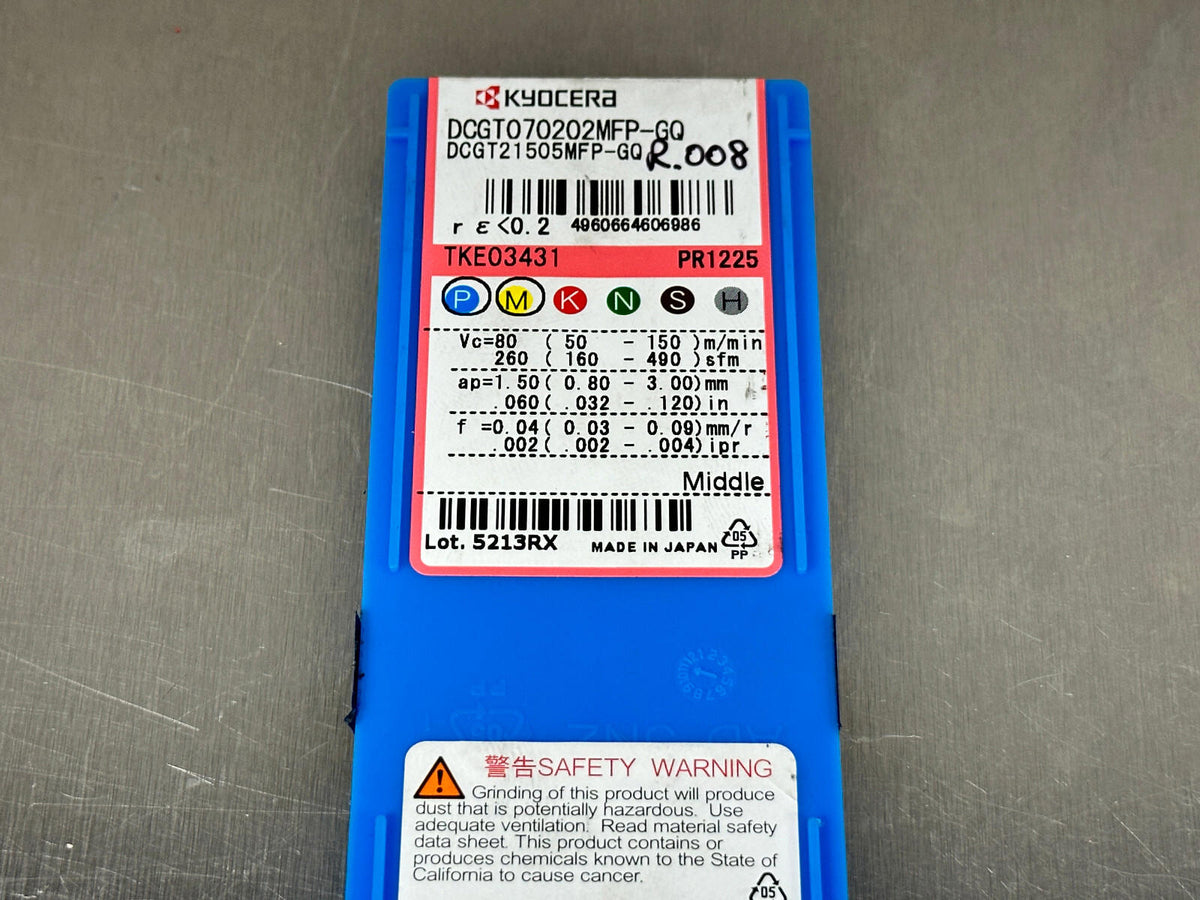 KYOCERA
DCGT070202MFP-GQ
DCGT21505MFP-GQ R.008
r ε<0.2 4960664606986
TKE03431 PR1225
P M K N S H
Vc=80 ( 50 - 150 )m/min
260 ( 160 - 490 )sfm
ap=1.50( 0.80 - 3.00)mm
.060( .032 - .120)in
f =0.04( 0.03 - 0.09)mm/r
.002( .002 - .004)ipr
Middle
Lot. 5213RX MADE IN JAPAN 05 PP
警告SAFETY WARNING
Grinding of this product will produce
dust that is potentially hazardous. Use
adequate ventilation. Read material safety
data sheet. This product contains or
produces chemicals known to the State of
California to cause cancer.
05